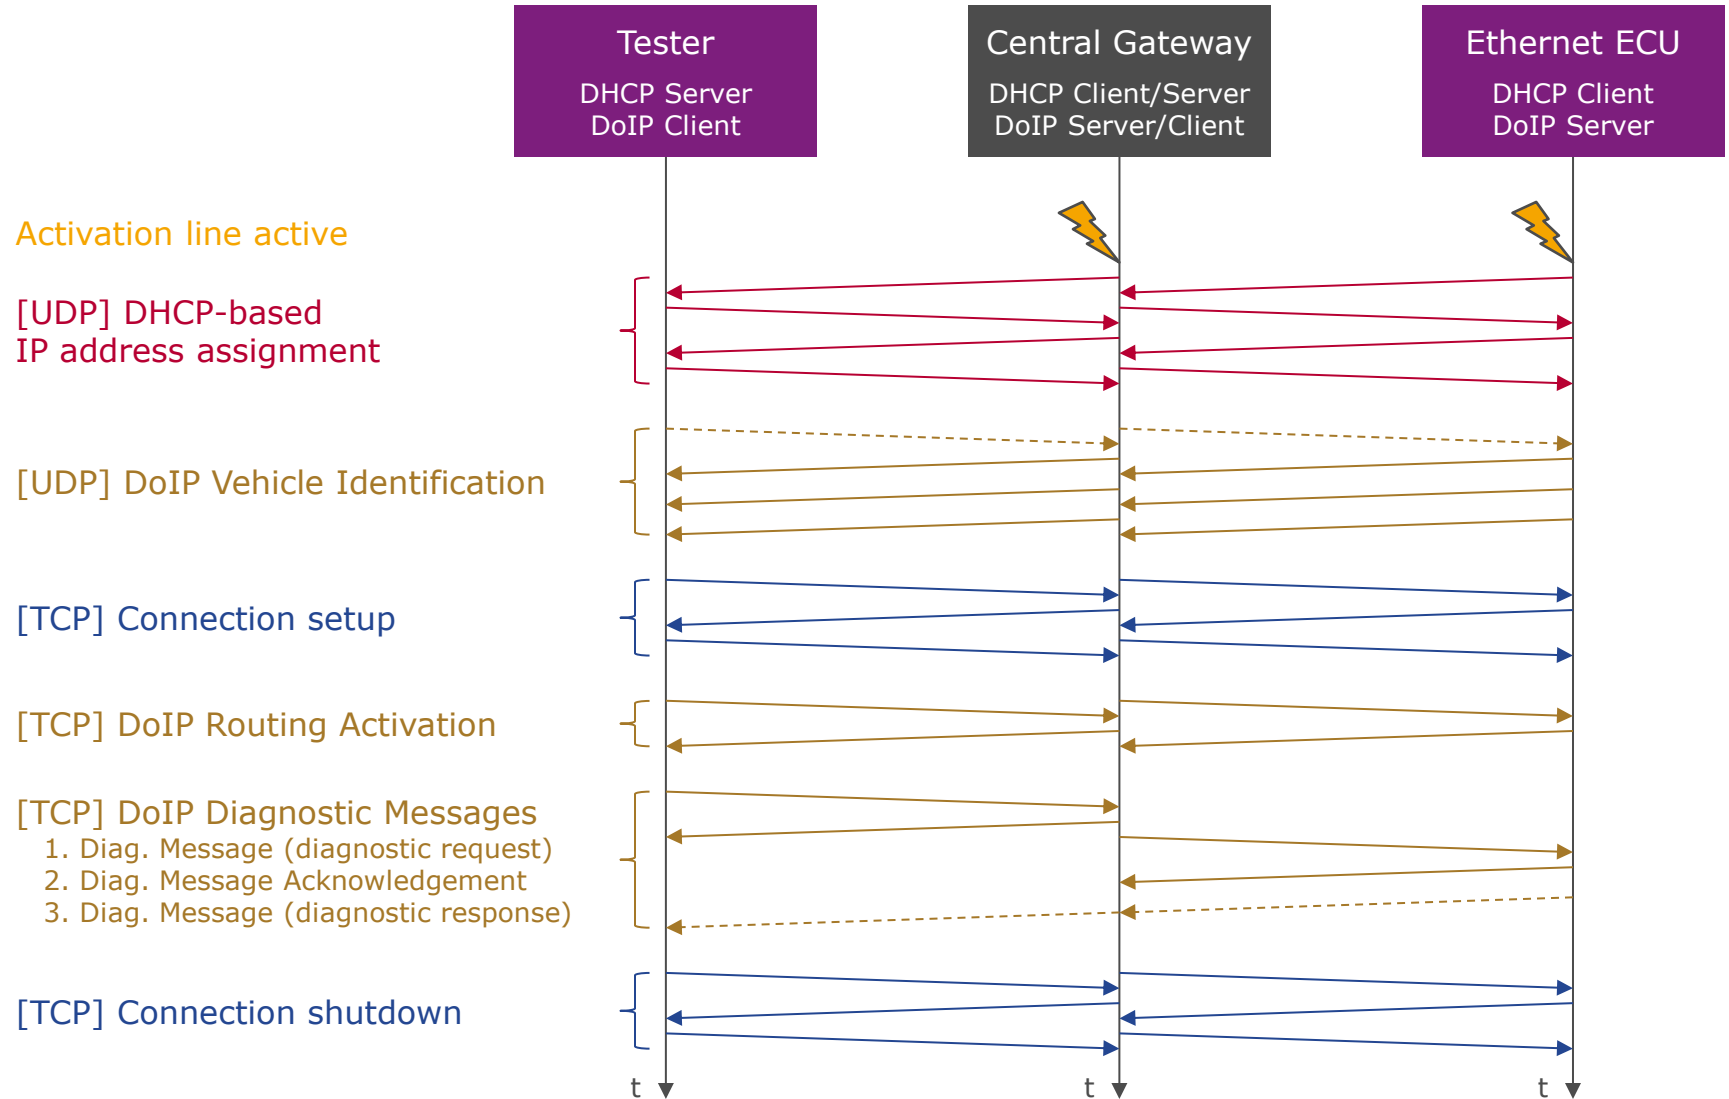 Tester
DHCP Server
DoIP Client
Central Gateway
DHCP Client/Server
DoIP Server/Client
Ethernet ECU
DHCP Client
DoIP Server
Activation line active
[UDP] DHCP-based
IP address assignment
[UDP] DoIP Vehicle Identification
[TCP] Connection setup
[TCP] DoIP Routing Activation
[TCP] DoIP Diagnostic Messages
1. Diag. Message (diagnostic request)
2. Diag. Message Acknowledgement
3. Diag. Message (diagnostic response)
[TCP] Connection shutdown
t
t
t